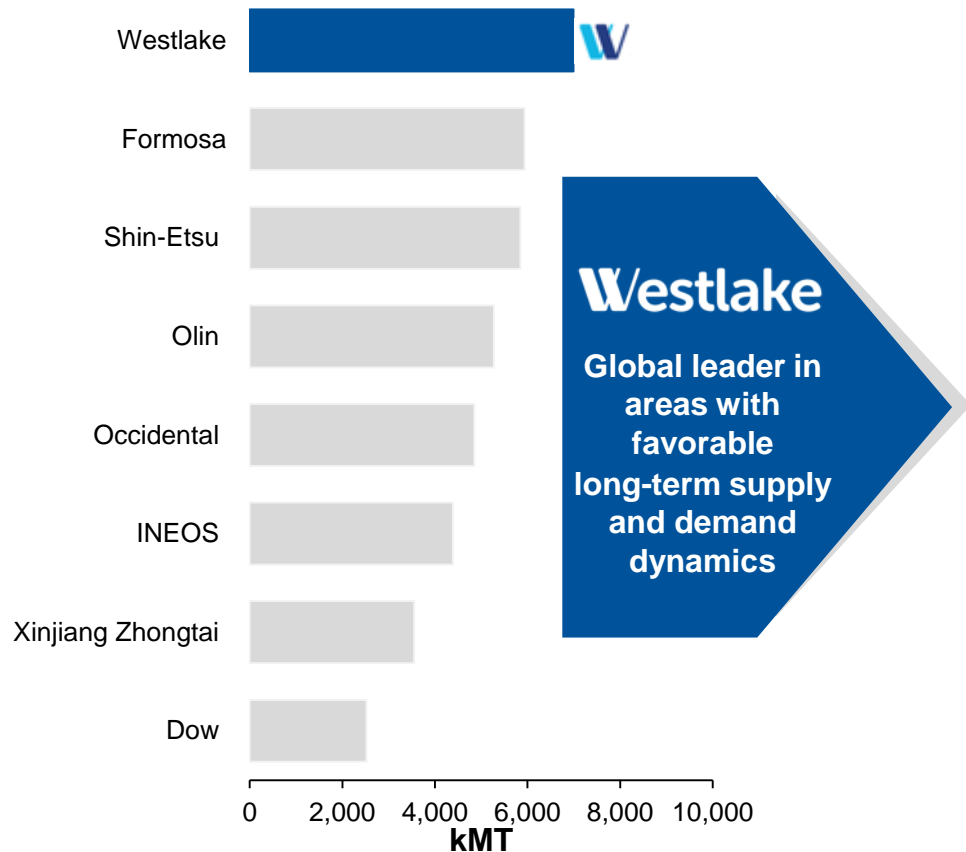 Westlake
Formosa
Shin-Etsu
Olin
Occidental
INEOS
Xinjiang Zhongtai
Dow
Westlake
Global leader in
areas with
favorable
long-term supply
and demand
dynamics
0 2,000 4,000 6,000 8,000 10,000
kMT